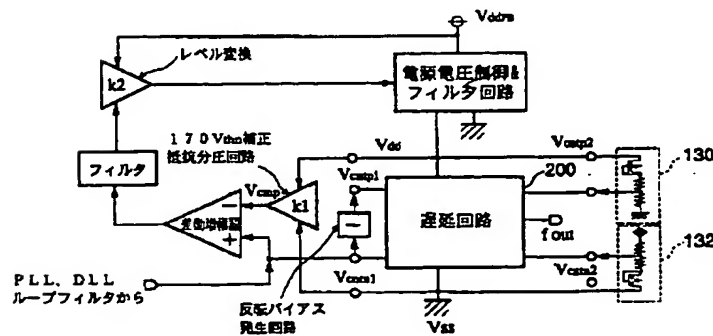 Vddm
レベル変換
k2
電源電圧制御&
フィルタ回路
170 Vthn補正
抵抗分圧回路
Vdd
Vcntp2
130
フィルタ
Vcntp1
200
Vcmp
k1
差動増幅器
−
+
−
遅延回路
fout
132
PLL、DLL
ループフィルタから
Vcntn2
反転バイアス
発生回路
Vcntn1
Vss